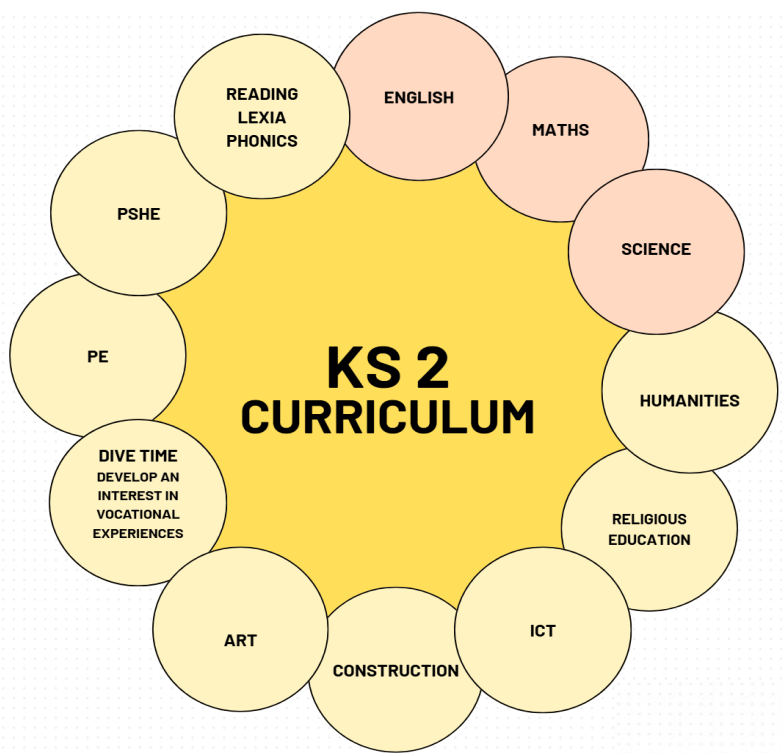 KS 2
CURRICULUM
ENGLISH
MATHS
SCIENCE
HUMANITIES
RELIGIOUS
EDUCATION
ICT
CONSTRUCTION
ART
DIVE TIME
DEVELOP AN
INTEREST IN
VOCATIONAL
EXPERIENCES
PE
PSHE
READING
LEXIA
PHONICS